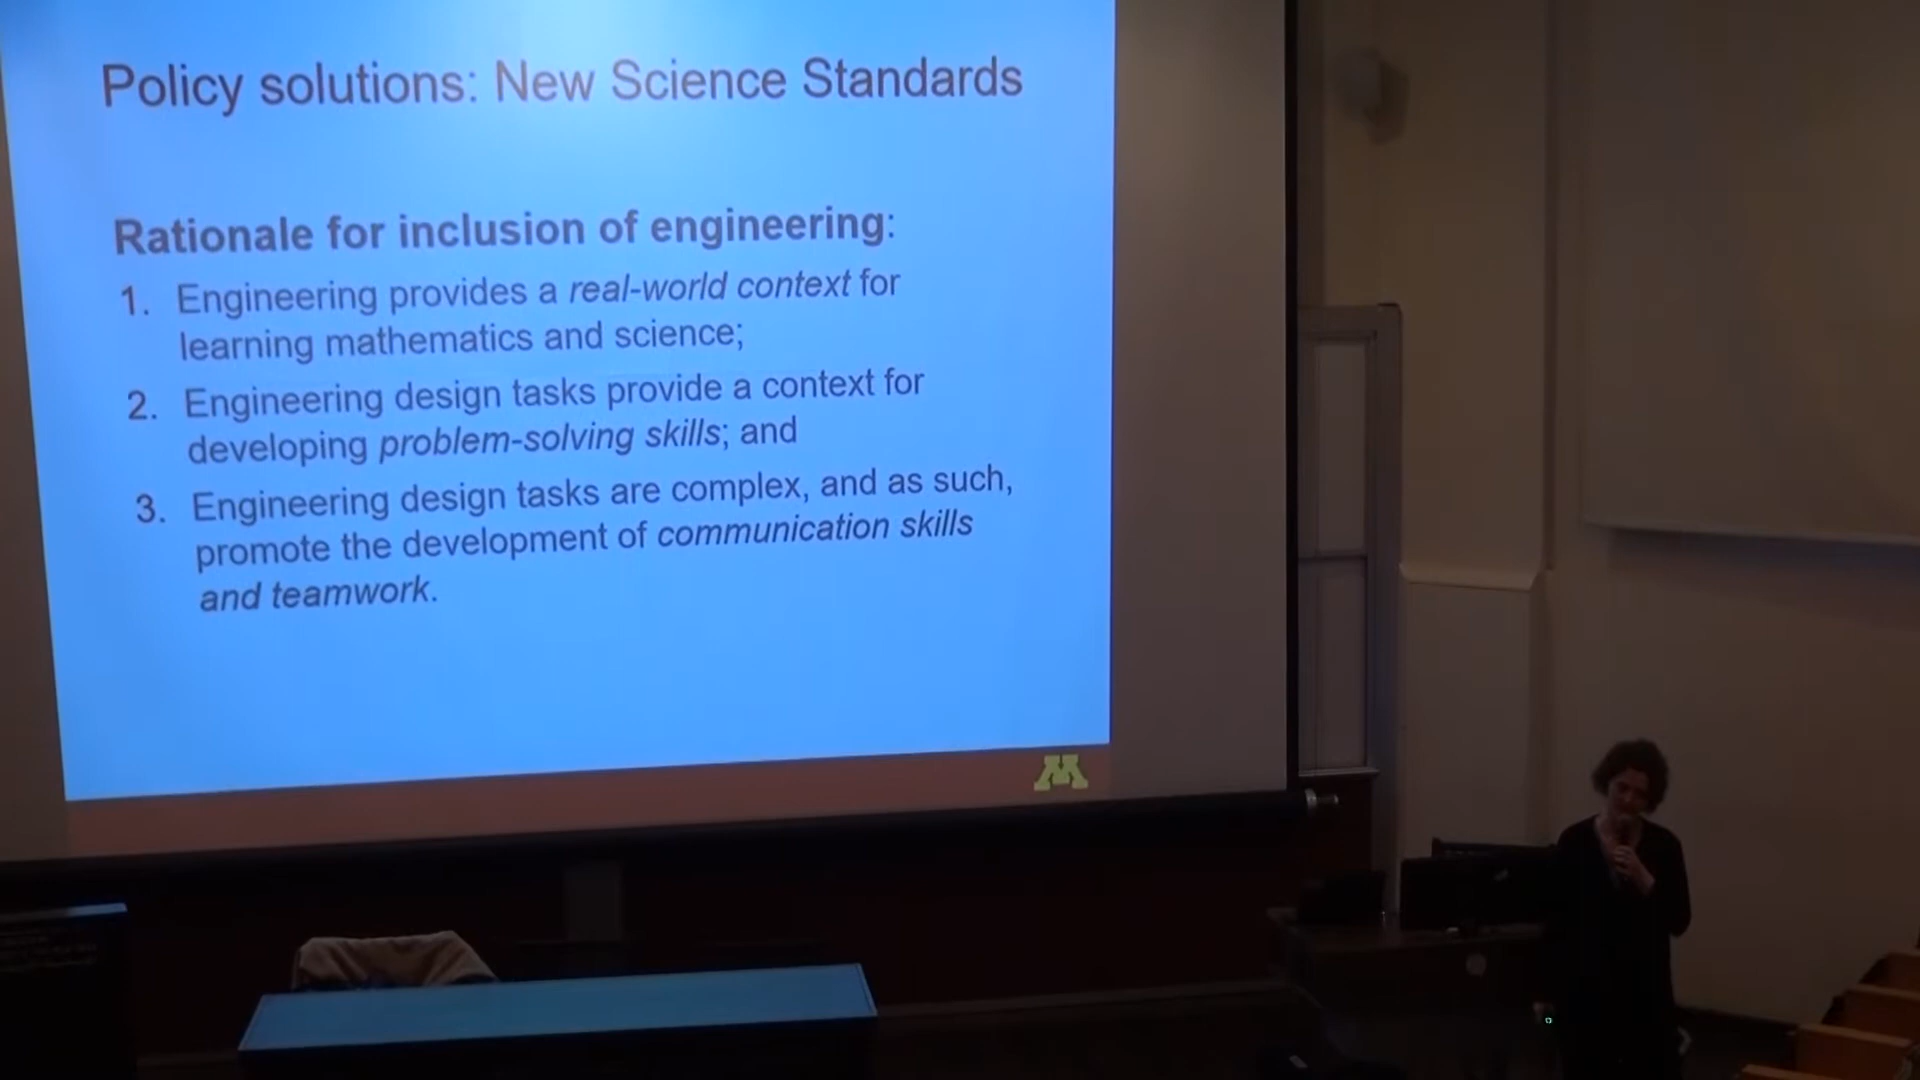 Policy solutions: New Science Standards
Rationale for inclusion of engineering:
1. Engineering provides a real-world context for
learning mathematics and science;
2. Engineering design tasks provide a context for
developing problem-solving skills; and
3. Engineering design tasks are complex, and as such,
promote the development of communication skills
and teamwork.
M